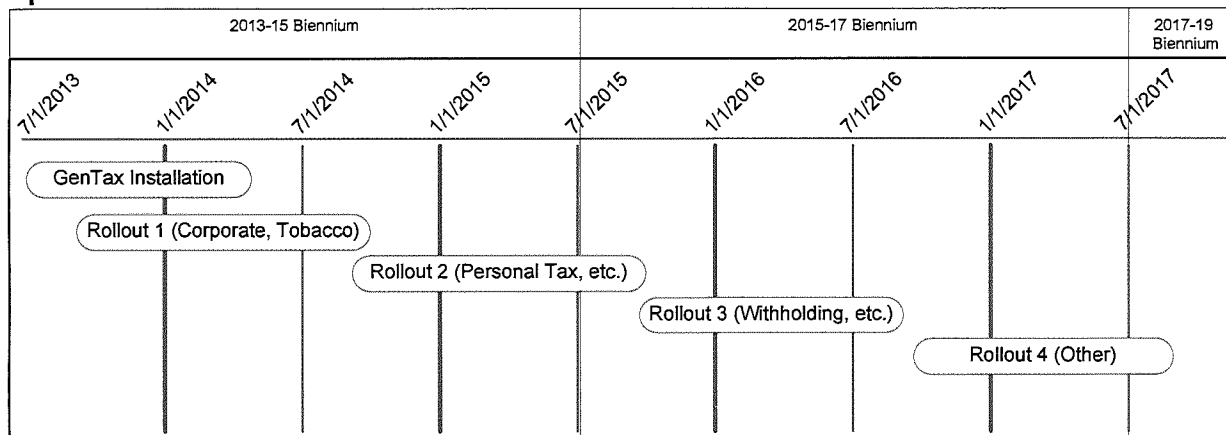 2013-15 Biennium
2015-17 Biennium
2017-19
Biennium
7/1/2013
1/1/2014
7/1/2014
1/1/2015
7/1/2015
1/1/2016
7/1/2016
1/1/2017
7/1/2017
GenTax Installation
Rollout 1 (Corporate, Tobacco)
Rollout 2 (Personal Tax, etc.)
Rollout 3 (Withholding, etc.)
Rollout 4 (Other)